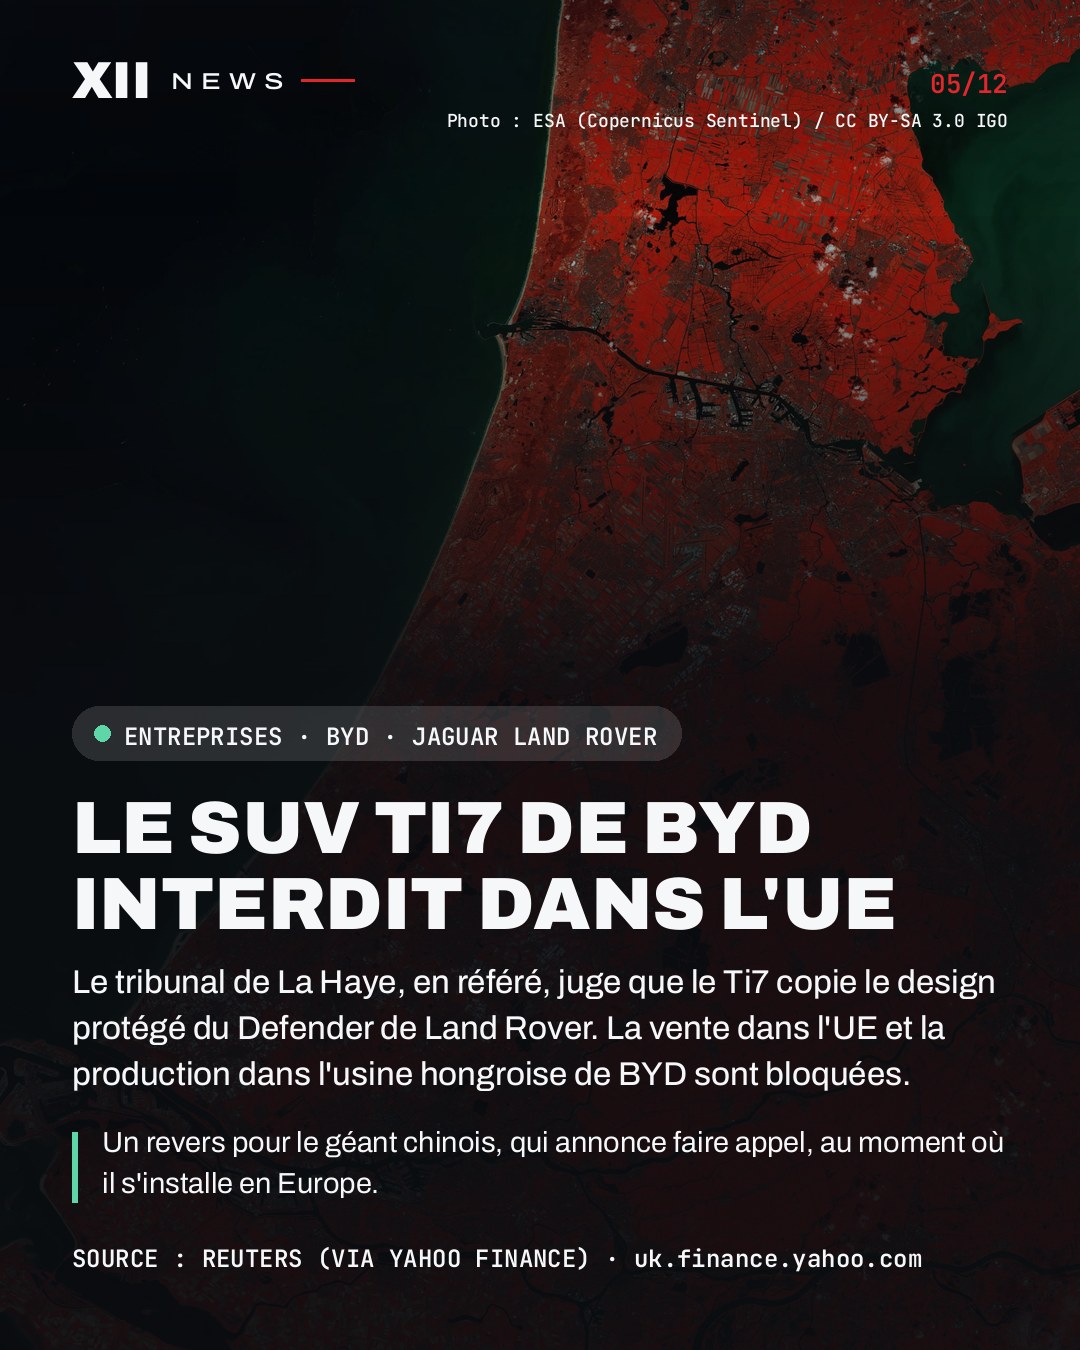 XII NEWS
05/12
Photo : ESA (Copernicus Sentinel) / CC BY-SA 3.0 IGO
ENTREPRISES · BYD · JAGUAR LAND ROVER
LE SUV TI7 DE BYD
INTERDIT DANS L'UE
Le tribunal de La Haye, en référé, juge que le Ti7 copie le design
protégé du Defender de Land Rover. La vente dans l'UE et la
production dans l'usine hongroise de BYD sont bloquées.
Un revers pour le géant chinois, qui annonce faire appel, au moment où
il s'installe en Europe.
SOURCE : REUTERS (VIA YAHOO FINANCE) · uk.finance.yahoo.com